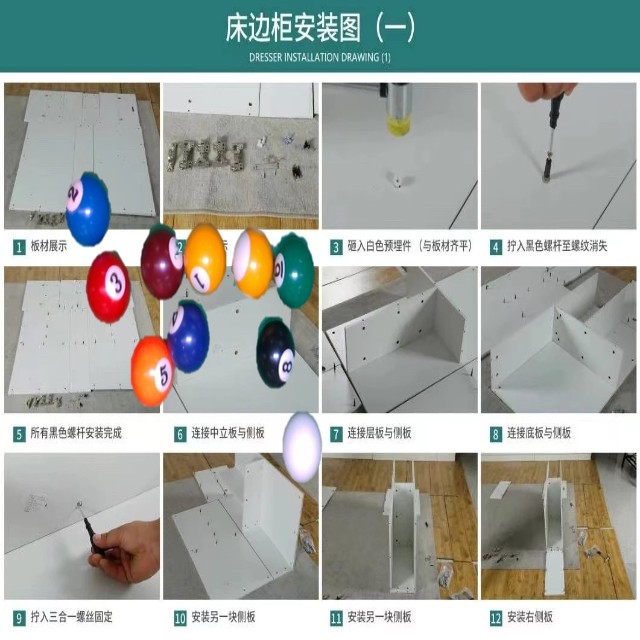 床边柜安装图（一）
DRESSER INSTALLATION DRAWING (1)
1 板材展示
2 示
3 砸入白色预埋件（与板材齐平）
4 拧入黑色螺杆至螺纹消失
2
3
1
5
8
5 所有黑色螺杆安装完成
6 连接中立板与侧板
7 连接层板与侧板
8 连接底板与侧板
9 拧入三合一螺丝固定
10 安装另一块侧板
11 安装另一块侧板
12 安装右侧板